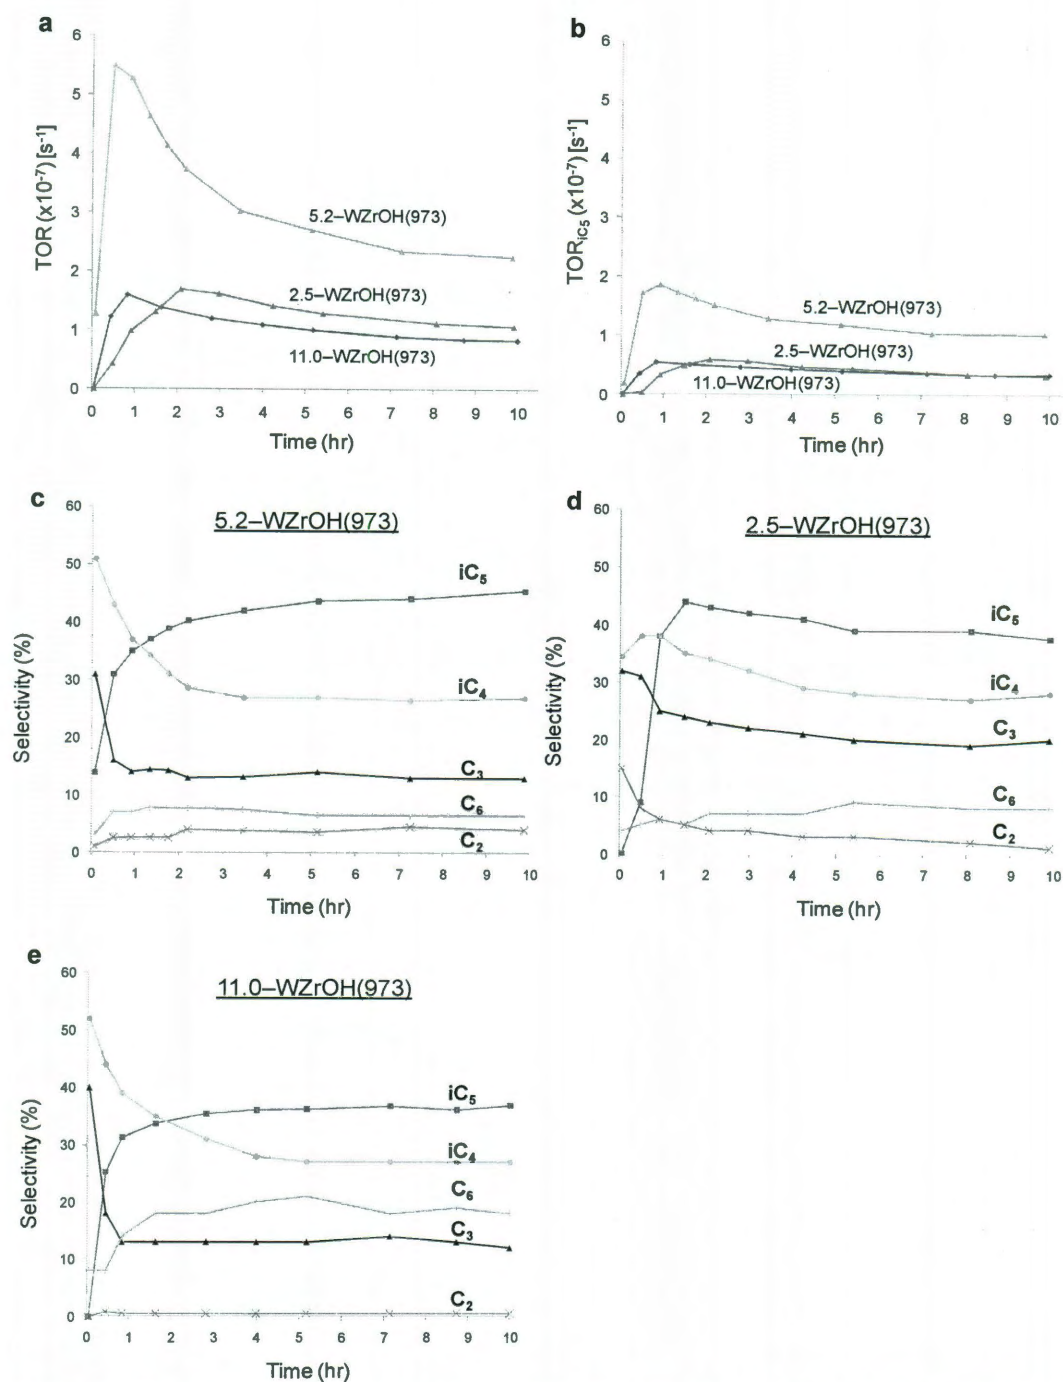 a
6
5
4
3
2
1
0
TOR (x10⁻⁷) [s⁻¹]
5.2–WZrOH(973)
2.5–WZrOH(973)
11.0–WZrOH(973)
0 1 2 3 4 5 6 7 8 9 10
Time (hr)
b
6
5
4
3
2
1
0
TOR_iC₅ (x10⁻⁷) [s⁻¹]
5.2–WZrOH(973)
2.5–WZrOH(973)
11.0–WZrOH(973)
0 1 2 3 4 5 6 7 8 9 10
Time (hr)
c
5.2–WZrOH(973)
60
50
40
30
20
10
0
Selectivity (%)
iC₅
iC₄
C₃
C₆
C₂
0 1 2 3 4 5 6 7 8 9 10
Time (hr)
d
2.5–WZrOH(973)
60
50
40
30
20
10
0
Selectivity (%)
iC₅
iC₄
C₃
C₆
C₂
0 1 2 3 4 5 6 7 8 9 10
Time (hr)
e
11.0–WZrOH(973)
60
50
40
30
20
10
0
Selectivity (%)
iC₅
iC₄
C₆
C₃
C₂
0 1 2 3 4 5 6 7 8 9 10
Time (hr)